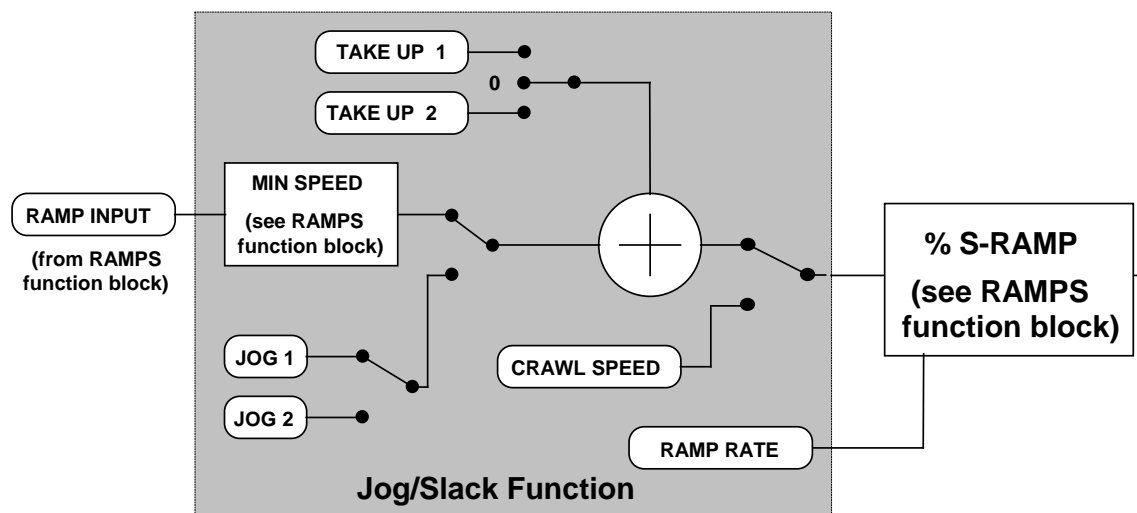 TAKE UP 1
0
TAKE UP 2
MIN SPEED
(see RAMPS
function block)
RAMP INPUT
(from RAMPS
function block)
% S-RAMP
(see RAMPS
function block)
JOG 1
CRAWL SPEED
JOG 2
RAMP RATE
Jog/Slack Function